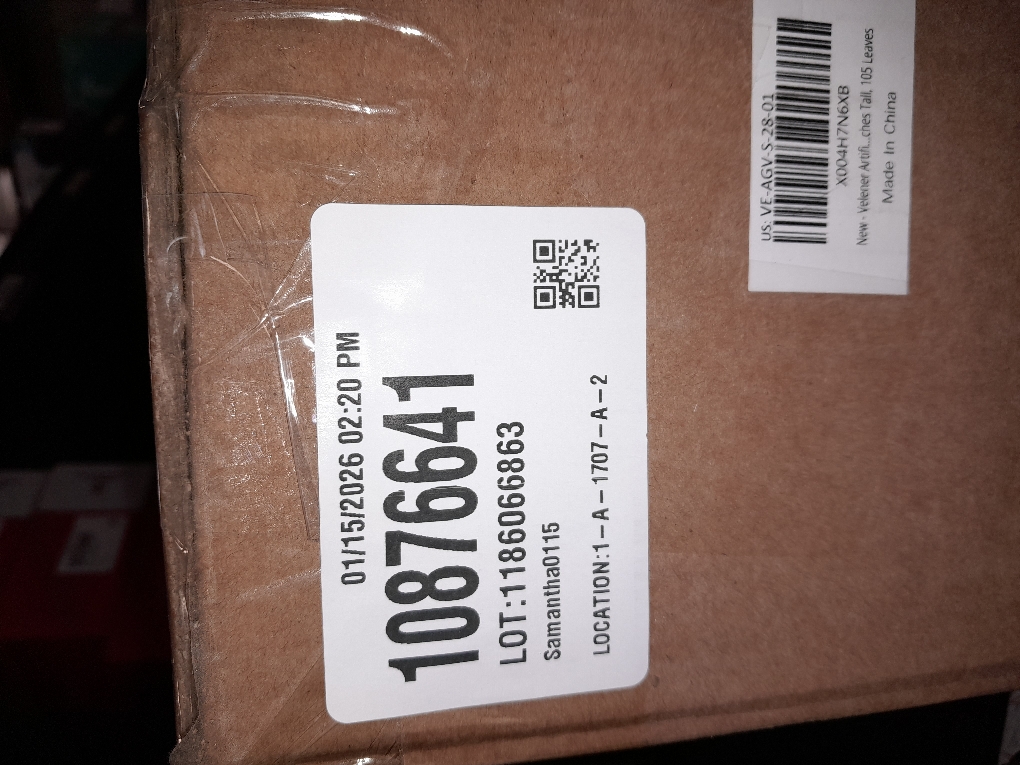 01/15/2026 02:20 PM
10876641
LOT:1186066863
Samantha0115
LOCATION:1-A-1707-A-2
US: VE-AGV-S-28-01
X004H7N6XB
New - Velener Artifi...ches Tall, 105 Leaves
Made In China